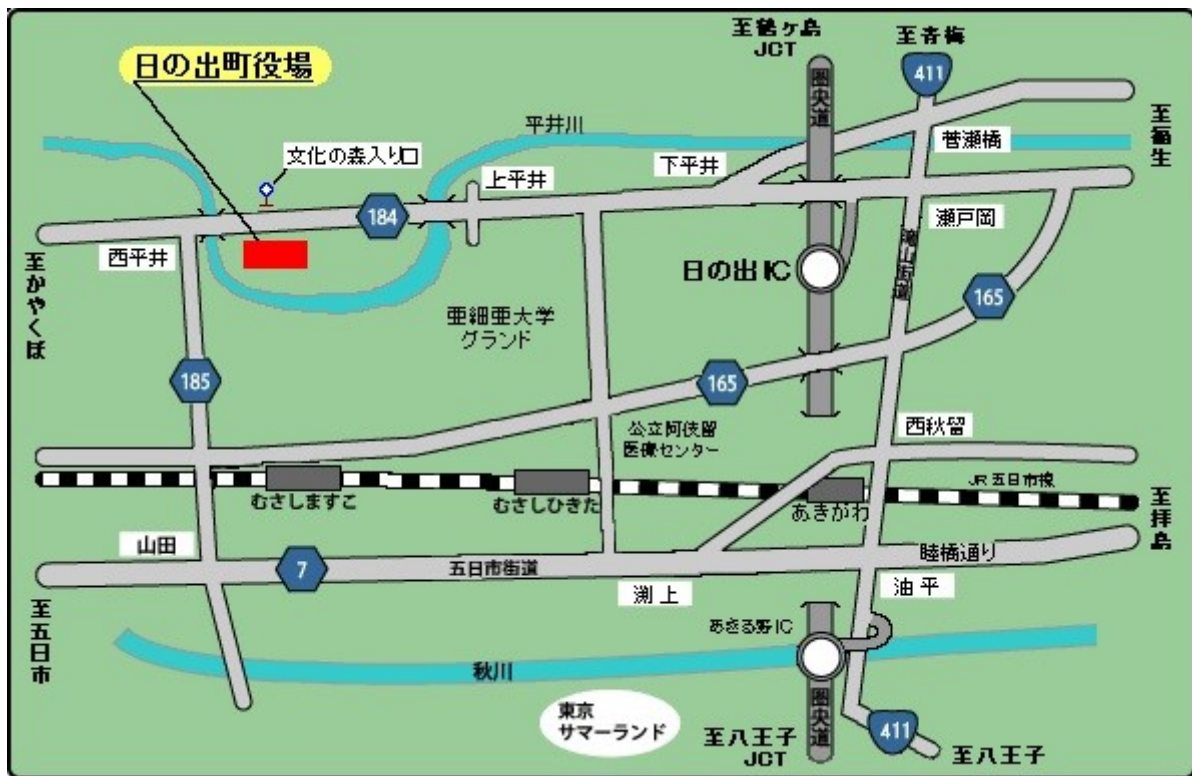 至鶴ヶ島
JCT
至青梅
411
日の出町役場
圏央道
平井川
菅瀬橋
至福生
文化の森入り口
上平井
下平井
184
瀬戸岡
西平井
至かやくぼ
日の出IC
滝山街道
165
亜細亜大学
グランド
185
165
公立阿伎留
医療センター
西秋留
JR五日市線
むさしますこ
むさしひきた
あきがわ
至拝島
山田
睦橋通り
7
五日市街道
渕上
油平
至五日市
あきる野IC
秋川
東京
サマーランド
圏央道
至八王子
JCT
411
至八王子